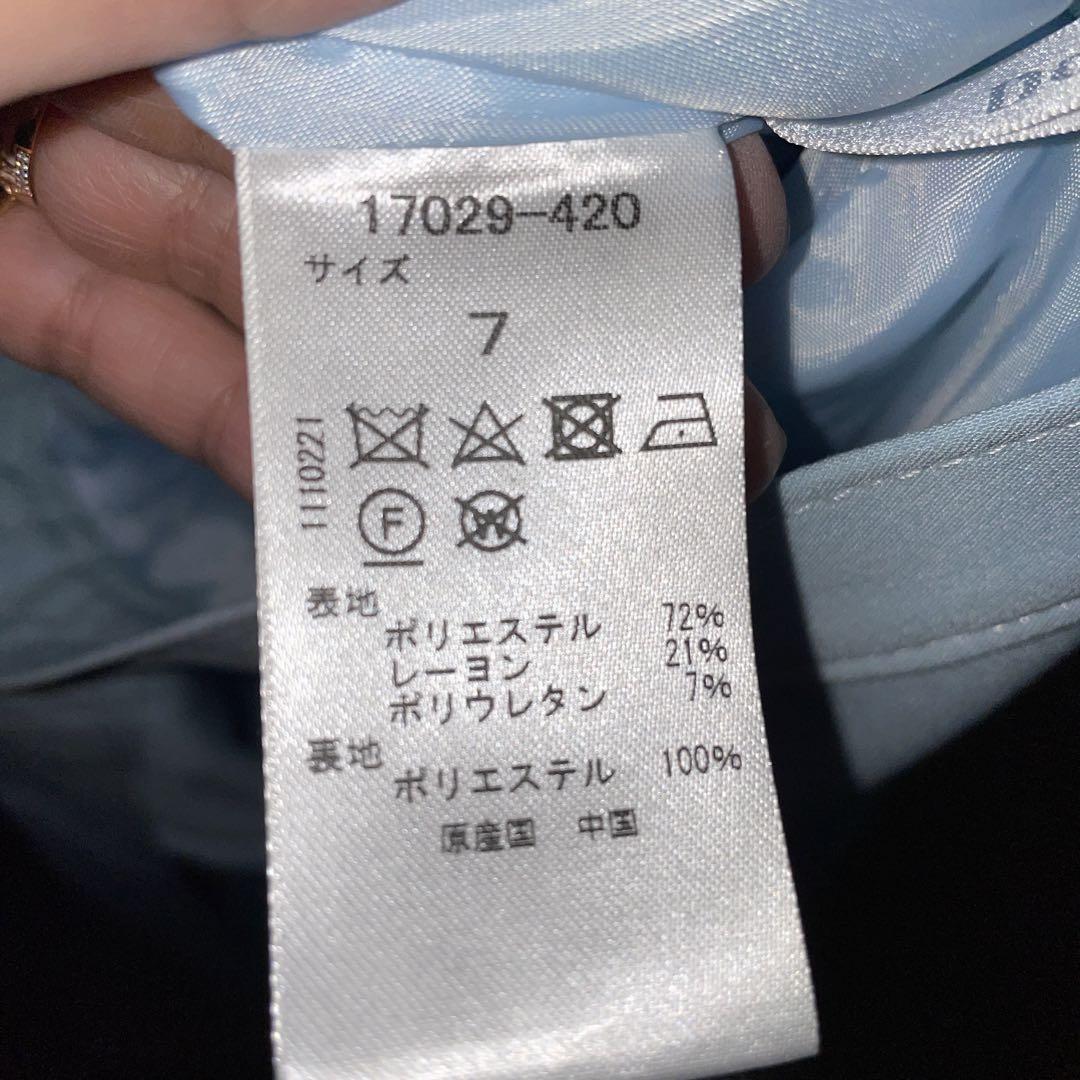 17029-420
サイズ
7
1110221
F
W
表地
ポリエステル 72%
レーヨン 21%
ポリウレタン 7%
裏地
ポリエステル 100%
原産国 中国